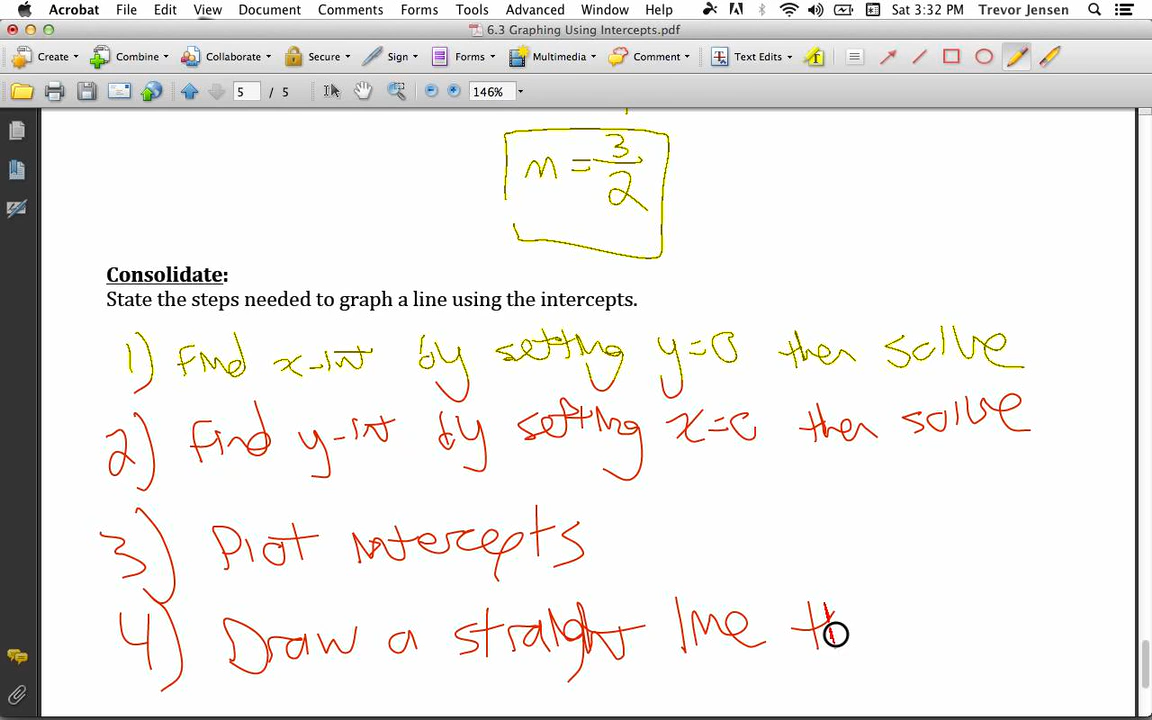 Acrobat File Edit View Document Comments Forms Tools Advanced Window Help Sat 3:32 PM Trevor Jensen
6.3 Graphing Using Intercepts.pdf
Create Combine Collaborate Secure Sign Forms Multimedia Comment Text Edits
5 / 5 146%
m = 3/2
Consolidate:
State the steps needed to graph a line using the intercepts.
1) Find x-int by setting y=0 then solve
2) Find y-int by setting x=0 then solve
3) Plot intercepts
4) Draw a straight line th